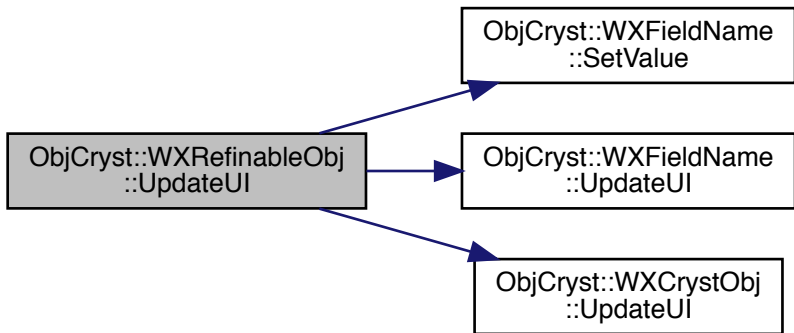 ObjCryst::WXRefinableObj
::UpdateUI
ObjCryst::WXFieldName
::SetValue
ObjCryst::WXFieldName
::UpdateUI
ObjCryst::WXCrystObj
::UpdateUI